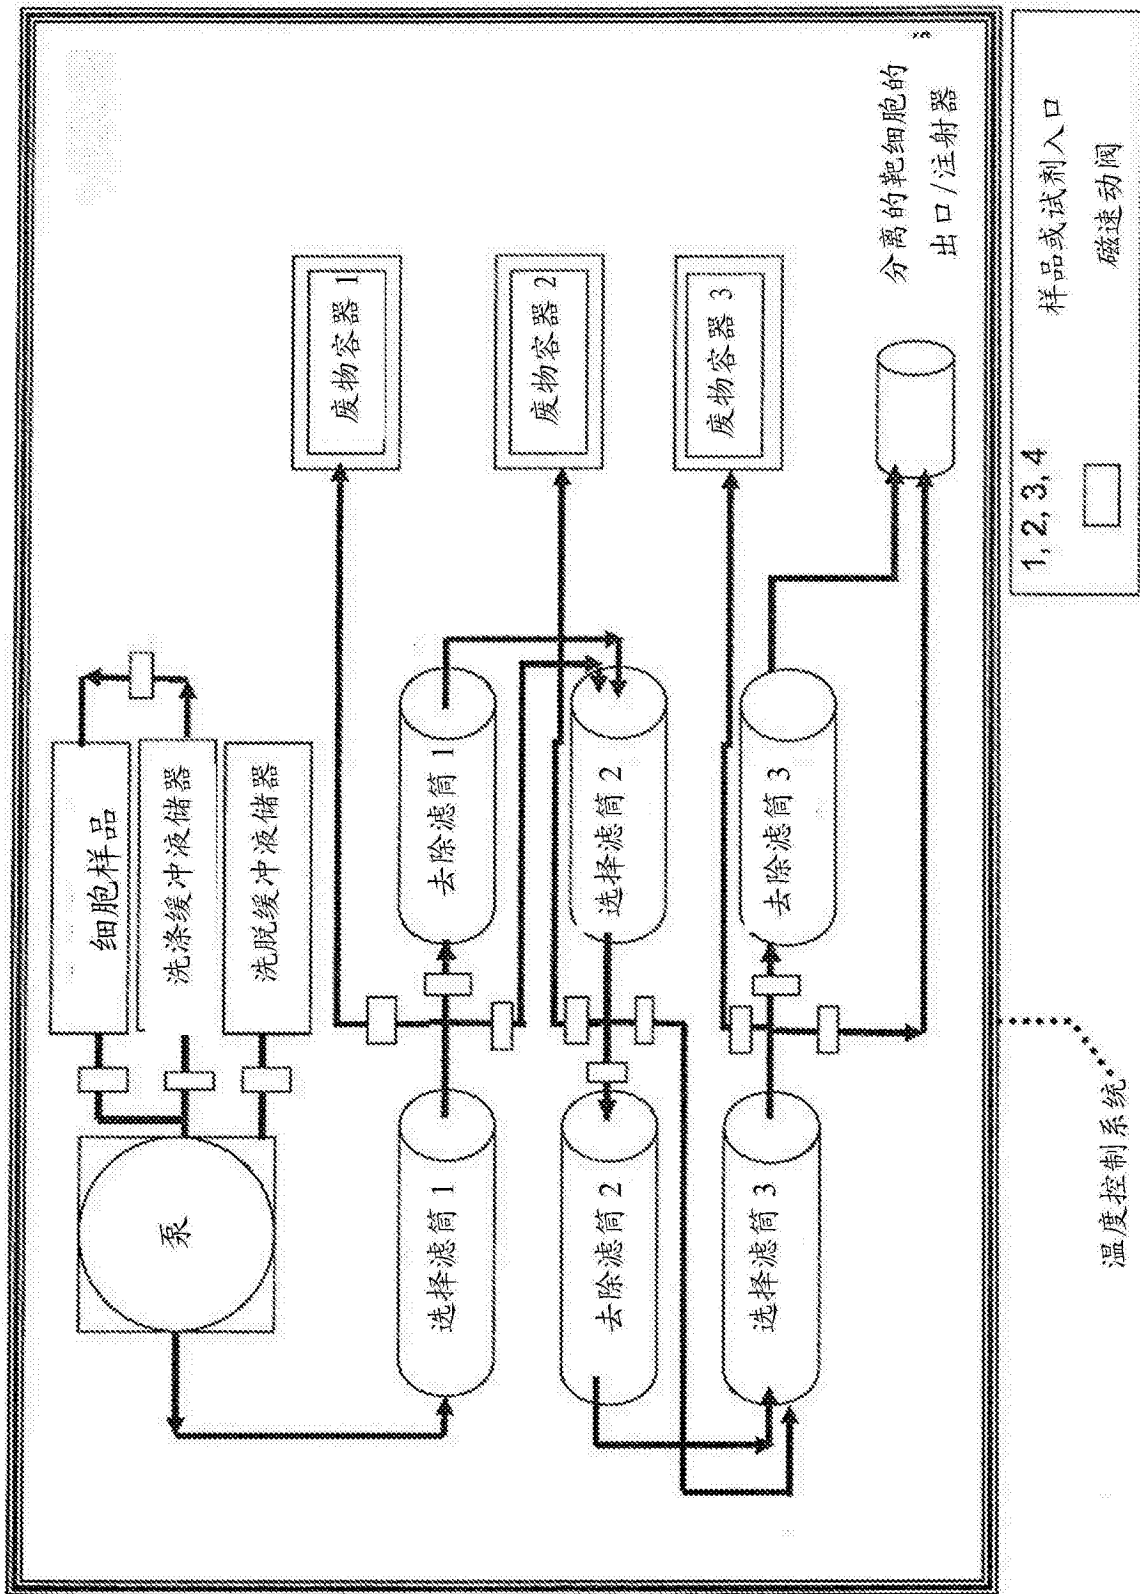 细胞样品
洗涤缓冲液储器
洗脱缓冲液储器
泵
废物容器 1
选择滤筒 1
去除滤筒 1
废物容器 2
去除滤筒 2
选择滤筒 2
废物容器 3
选择滤筒 3
去除滤筒 3
分离的靶细胞的
出口/注射器
温度控制系统
1, 2, 3, 4
样品或试剂入口
磁速动阀